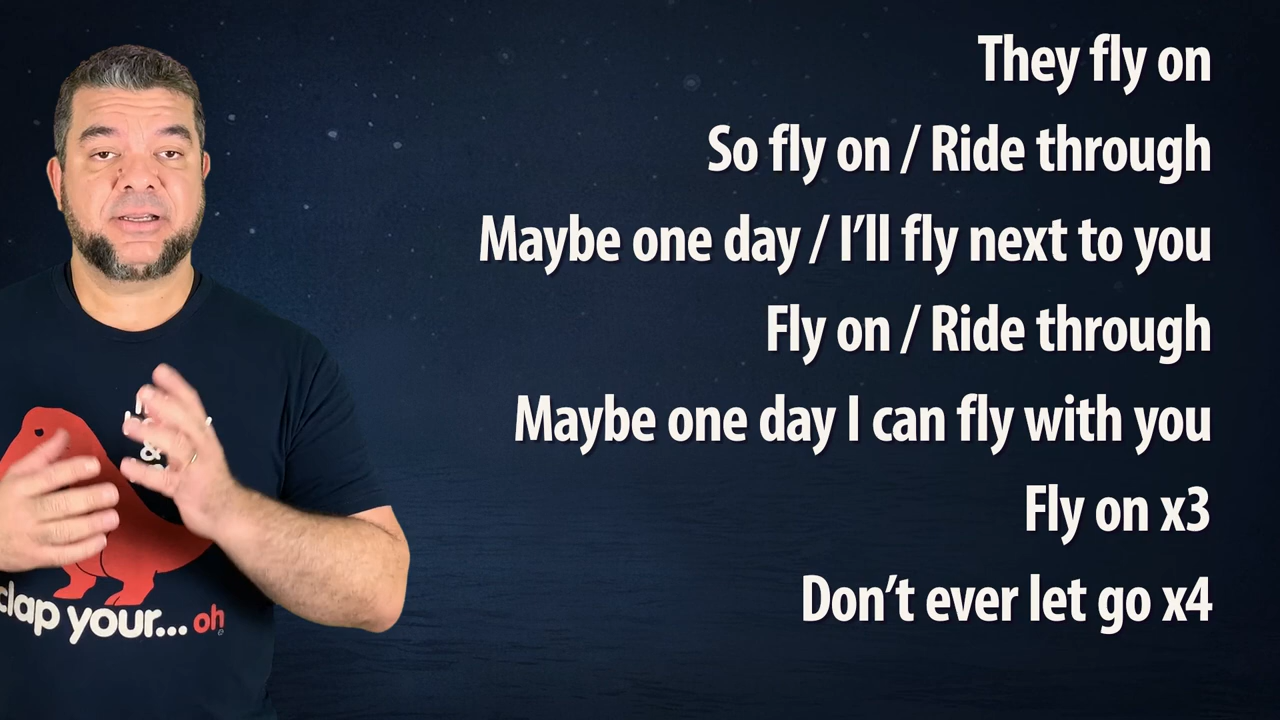 They fly on
So fly on / Ride through
Maybe one day / I'll fly next to you
Fly on / Ride through
Maybe one day I can fly with you
Fly on x3
Don't ever let go x4
&
clap your... oh